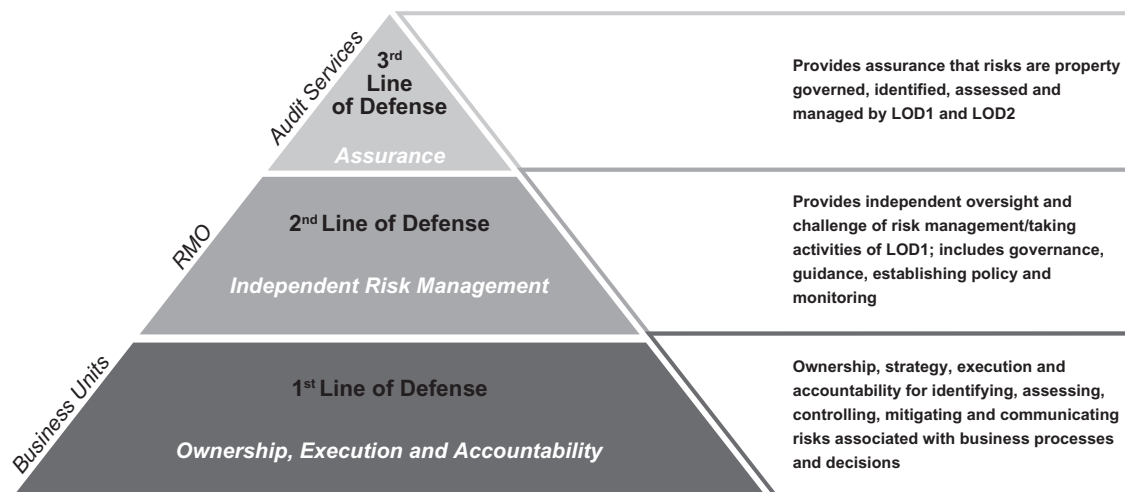 Audit Services
3rd
Line
of Defense
Assurance
Provides assurance that risks are property
governed, identified, assessed and
managed by LOD1 and LOD2
RMO
2nd Line of Defense
Independent Risk Management
Provides independent oversight and
challenge of risk management/taking
activities of LOD1; includes governance,
guidance, establishing policy and
monitoring
Business Units
1st Line of Defense
Ownership, Execution and Accountability
Ownership, strategy, execution and
accountability for identifying, assessing,
controlling, mitigating and communicating
risks associated with business processes
and decisions